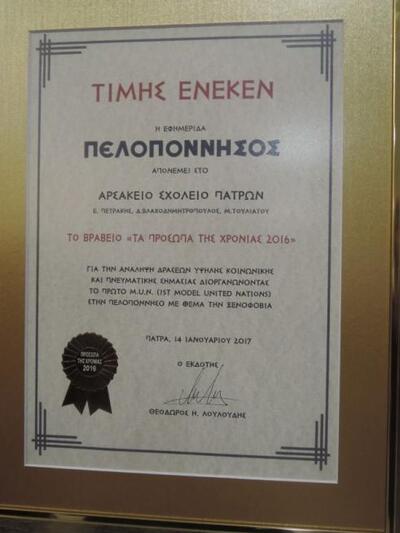 ΤΙΜΗΣ ΕΝΕΚΕΝ
Η ΕΦΗΜΕΡΙΔΑ
ΠΕΛΟΠΟΝΝΗΣΟΣ
ΑΠΟΝΕΜΕΙ ΣΤΟ
ΑΡΣΑΚΕΙΟ ΣΧΟΛΕΙΟ ΠΑΤΡΩΝ
Ε. ΠΕΤΡΑΚΗΣ, Δ.ΒΛΑΧΟΔΗΜΗΤΡΟΠΟΥΛΟΣ, Μ.ΤΟΥΛΙΑΤΟΥ
ΤΟ ΒΡΑΒΕΙΟ «ΤΑ ΠΡΟΣΩΠΑ ΤΗΣ ΧΡΟΝΙΑΣ 2016»
ΓΙΑ ΤΗΝ ΑΝΑΛΗΨΗ ΔΡΑΣΕΩΝ ΥΨΗΛΗΣ ΚΟΙΝΩΝΙΚΗΣ
ΚΑΙ ΠΝΕΥΜΑΤΙΚΗΣ ΣΗΜΑΣΙΑΣ ΔΙΟΡΓΑΝΩΝΟΝΤΑΣ
ΤΟ ΠΡΩΤΟ M.U.N. (1ST MODEL UNITED NATIONS)
ΣΤΗΝ ΠΕΛΟΠΟΝΝΗΣΟ ΜΕ ΘΕΜΑ ΤΗΝ ΞΕΝΟΦΟΒΙΑ
ΠΑΤΡΑ, 14 ΙΑΝΟΥΑΡΙΟΥ 2017
Ο ΕΚΔΟΤΗΣ
ΠΡΟΣΩΠΑ
ΤΗΣ ΧΡΟΝΙΑΣ
2016
ΘΕΟΔΩΡΟΣ Η. ΛΟΥΛΟΥΔΗΣ